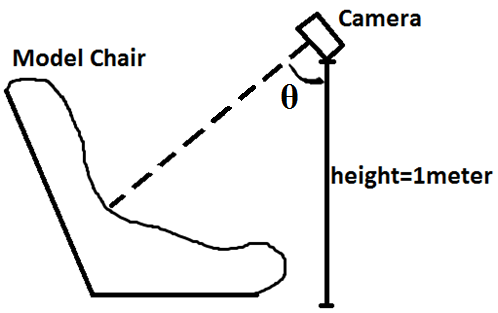 Camera
Model Chair
θ
height=1meter